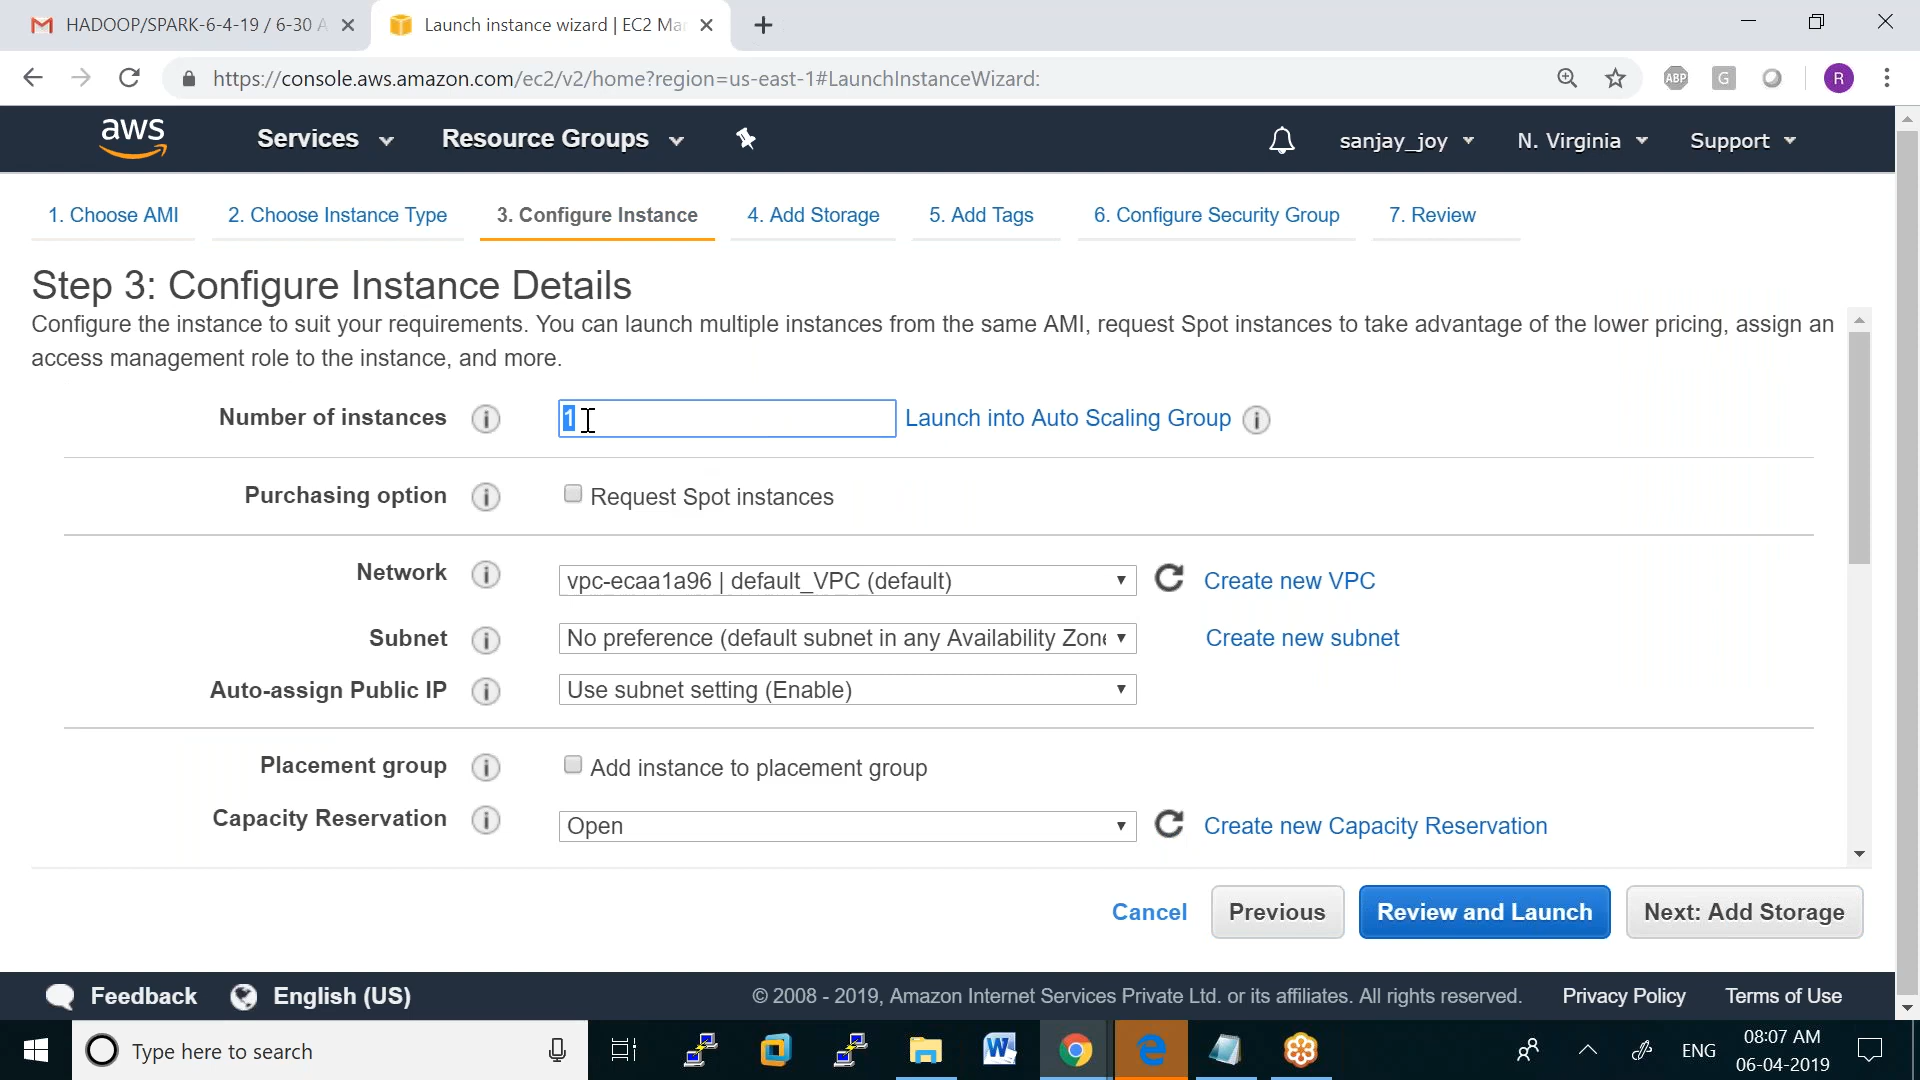 HADOOP/SPARK-6-4-19 / 6-30 A
Launch instance wizard | EC2 Ma
https://console.aws.amazon.com/ec2/v2/home?region=us-east-1#LaunchInstanceWizard:
ABP
G
R
aws
Services
Resource Groups
sanjay_joy
N. Virginia
Support
1. Choose AMI
2. Choose Instance Type
3. Configure Instance
4. Add Storage
5. Add Tags
6. Configure Security Group
7. Review
Step 3: Configure Instance Details
Configure the instance to suit your requirements. You can launch multiple instances from the same AMI, request Spot instances to take advantage of the lower pricing, assign an
access management role to the instance, and more.
Number of instances
1
Launch into Auto Scaling Group
Purchasing option
Request Spot instances
Network
vpc-ecaa1a96 | default_VPC (default)
Create new VPC
Subnet
No preference (default subnet in any Availability Zone
Create new subnet
Auto-assign Public IP
Use subnet setting (Enable)
Placement group
Add instance to placement group
Capacity Reservation
Open
Create new Capacity Reservation
Cancel
Previous
Review and Launch
Next: Add Storage
Feedback
English (US)
© 2008 - 2019, Amazon Internet Services Private Ltd. or its affiliates. All rights reserved.
Privacy Policy
Terms of Use
Type here to search
ENG
08:07 AM
06-04-2019